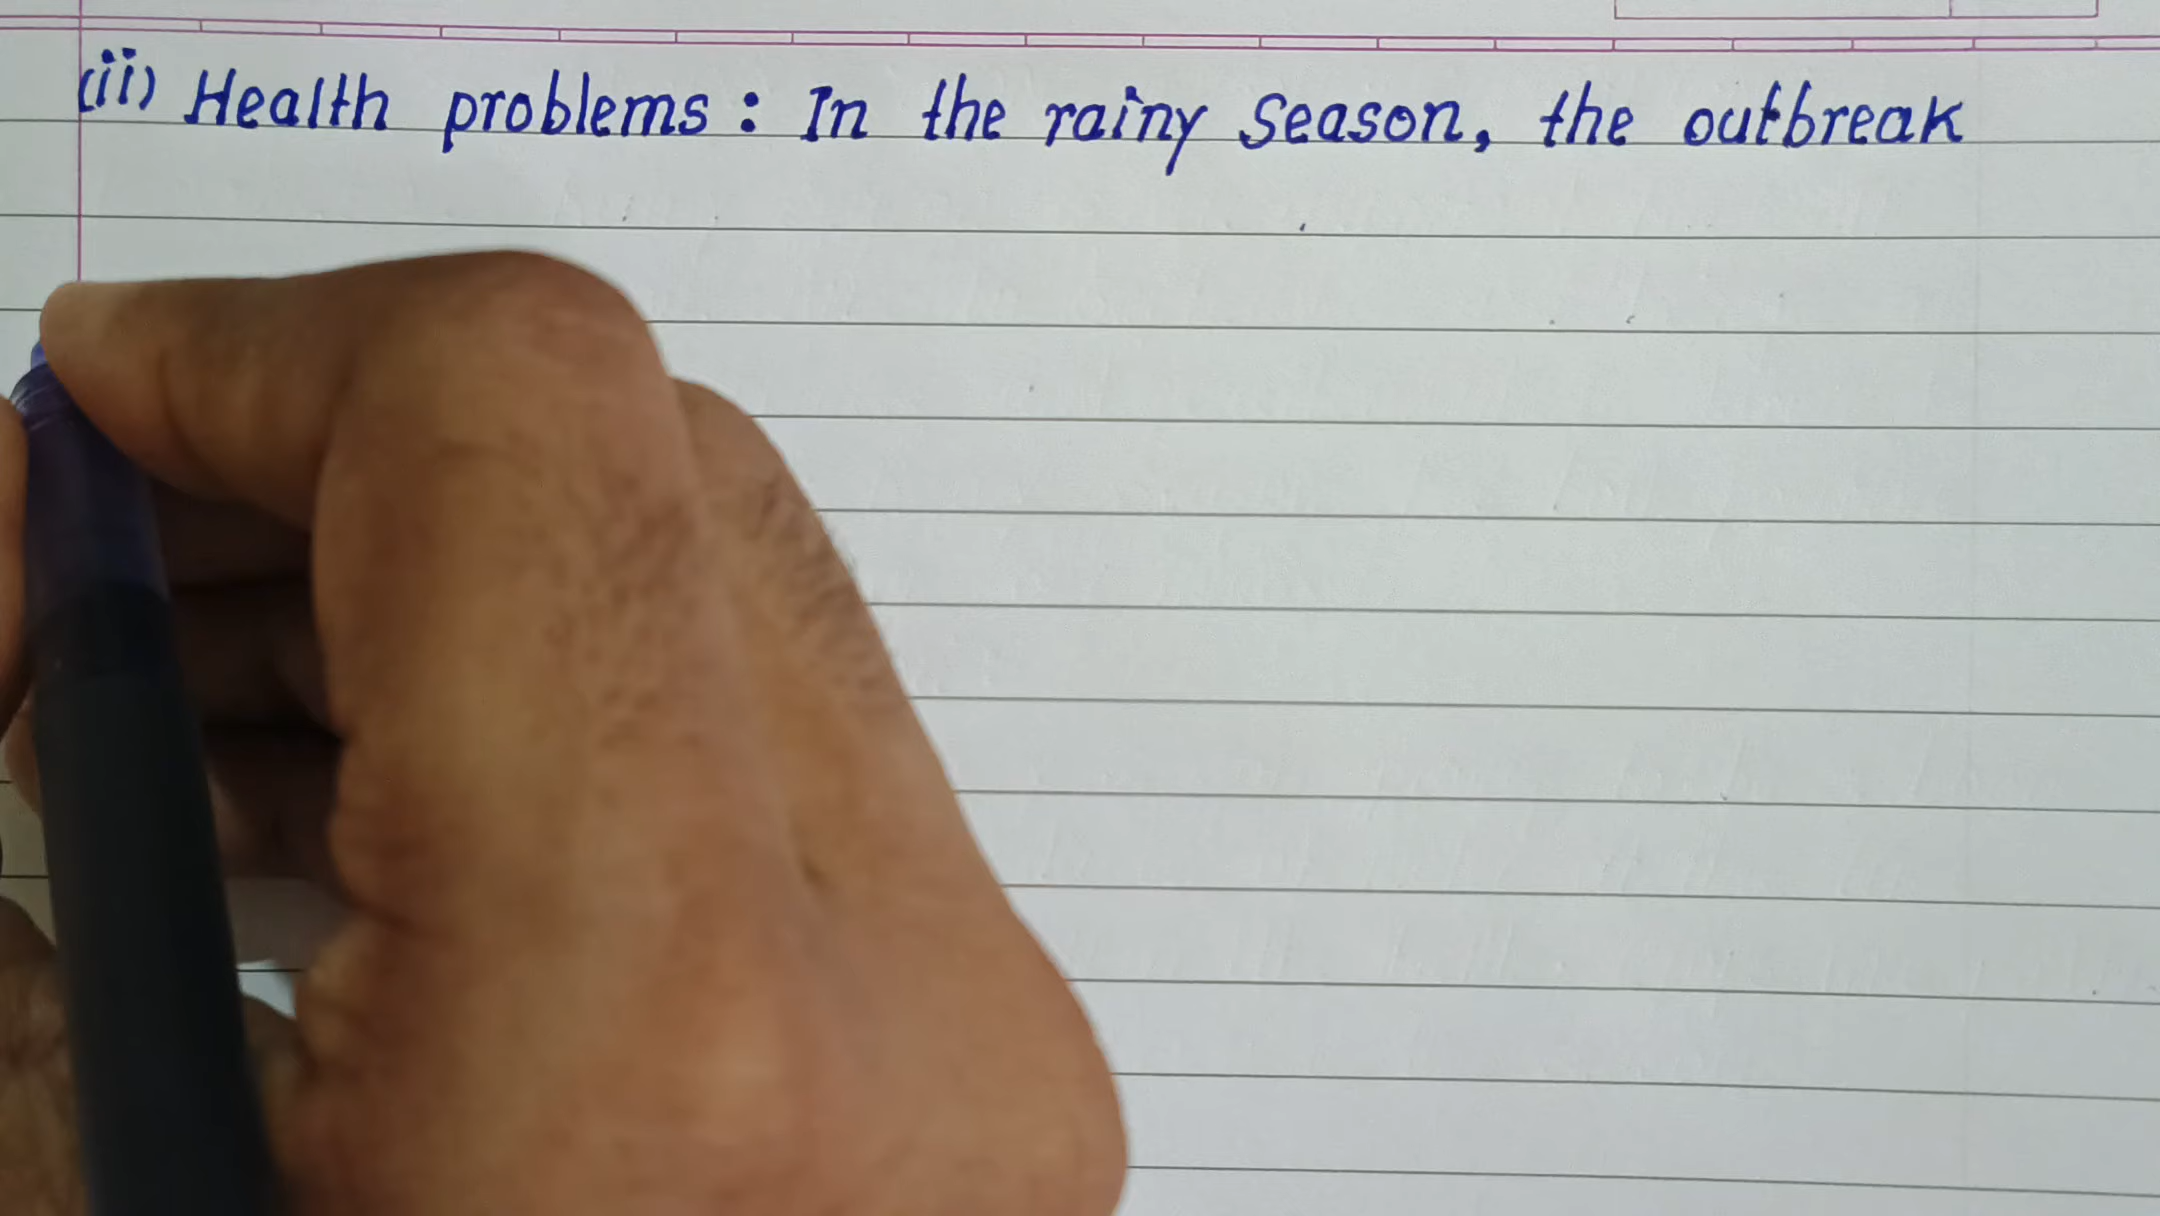 (ii) Health problems : In the rainy season, the outbreak